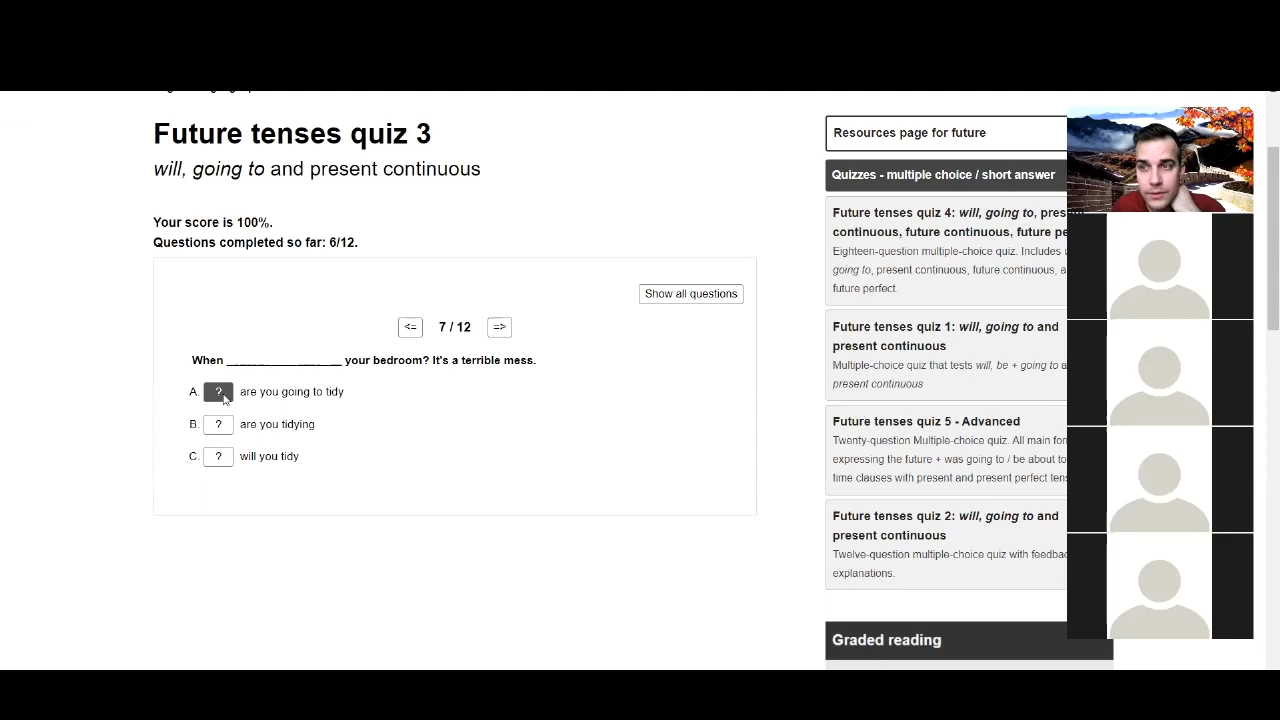 Future tenses quiz 3
will, going to and present continuous
Your score is 100%.
Questions completed so far: 6/12.
Show all questions
<= 7 / 12 =>
When ___________________ your bedroom? It's a terrible mess.
A. ? are you going to tidy
B. ? are you tidying
C. ? will you tidy
Resources page for future
Quizzes - multiple choice / short answer
Future tenses quiz 4: will, going to, present
continuous, future continuous, future
Eighteen-question multiple-choice quiz. Includes
going to, present continuous, future continuous,
future perfect.
Future tenses quiz 1: will, going to and
present continuous
Multiple-choice quiz that tests will, be + going to
present continuous
Future tenses quiz 5 - Advanced
Twenty-question Multiple-choice quiz. All main
expressing the future + was going to / be about to
time clauses with present and present perfect
Future tenses quiz 2: will, going to and
present continuous
Twelve-question multiple-choice quiz with
explanations.
Graded reading